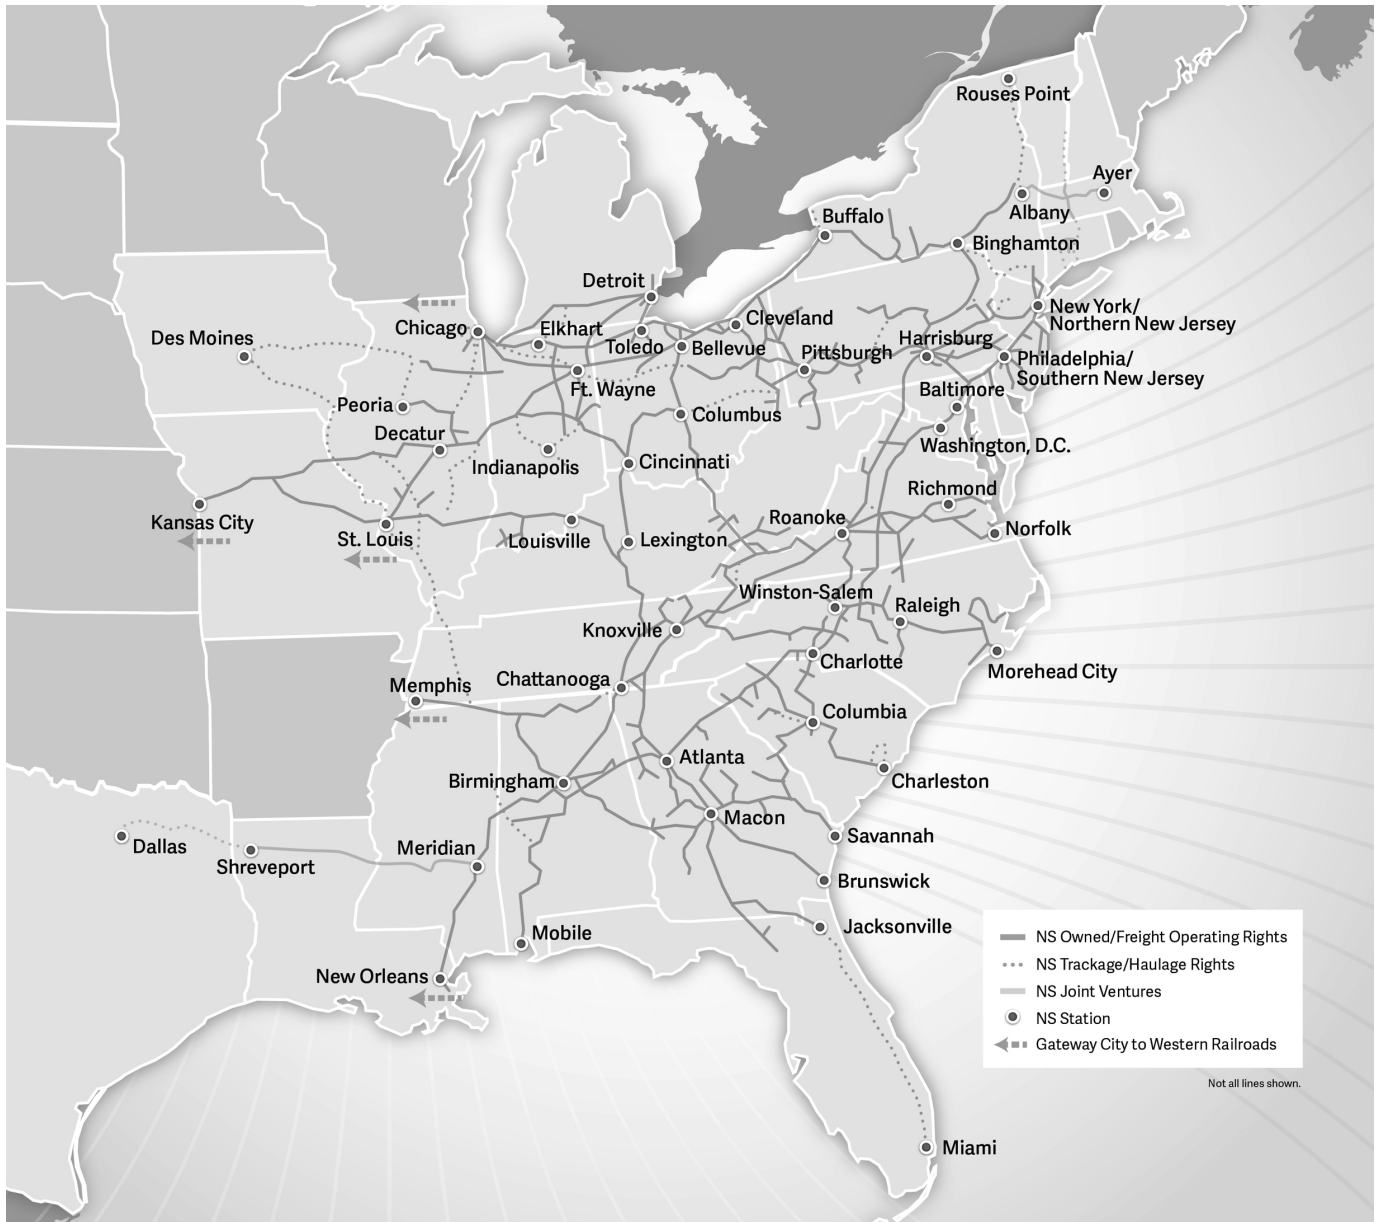 Rouses Point
Ayer
Albany
Buffalo
Binghamton
Detroit
New York/
Northern New Jersey
Cleveland
Elkhart
Chicago
Des Moines
Toledo
Bellevue
Harrisburg
Pittsburgh
Philadelphia/
Southern New Jersey
Ft. Wayne
Baltimore
Peoria
Columbus
Decatur
Washington, D.C.
Indianapolis
Cincinnati
Richmond
Kansas City
Roanoke
Norfolk
St. Louis
Louisville
Lexington
Winston-Salem
Raleigh
Knoxville
Charlotte
Morehead City
Chattanooga
Memphis
Columbia
Atlanta
Birmingham
Charleston
Macon
Savannah
Dallas
Meridian
Shreveport
Brunswick
Jacksonville
Mobile
New Orleans
NS Owned/Freight Operating Rights
NS Trackage/Haulage Rights
NS Joint Ventures
NS Station
Gateway City to Western Railroads
Not all lines shown.
Miami